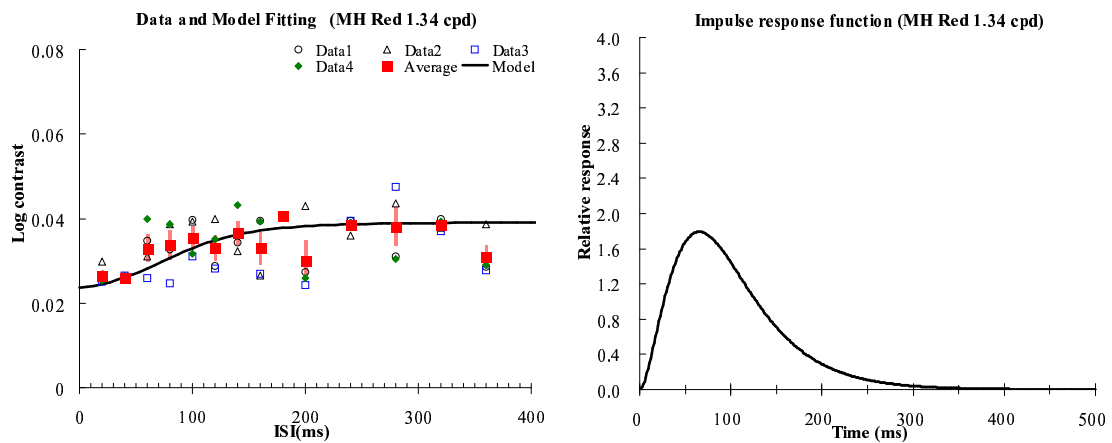 Data and Model Fitting (MH Red 1.34 cpd)
Data1 Data2 Data3
Data4 Average Model
Log contrast
0.08
0.06
0.04
0.02
0
0 100 200 300 400
ISI(ms)
Impulse response function (MH Red 1.34 cpd)
Relative response
4.0
3.6
3.2
2.8
2.4
2.0
1.6
1.2
0.8
0.4
0.0
0 100 200 300 400 500
Time (ms)